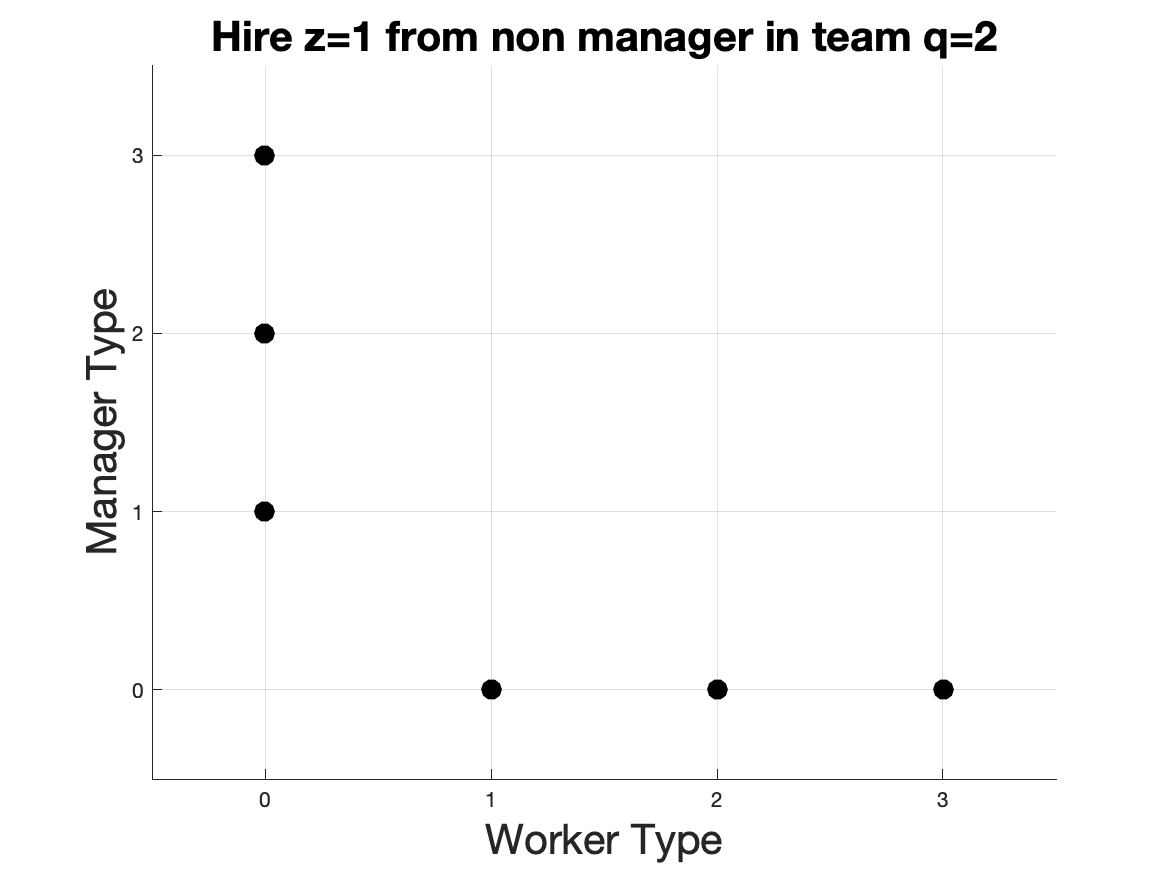 Hire z=1 from non manager in team q=2
Manager Type
3
2
1
0
0 1 2 3
Worker Type